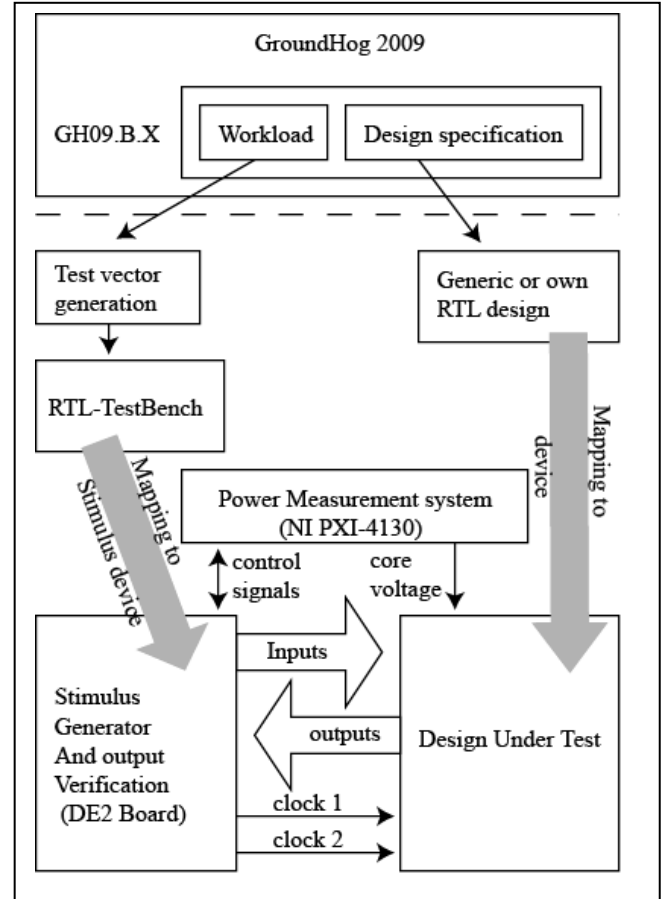 GroundHog 2009
GH09.B.X
Workload
Design specification
Test vector
generation
Generic or own
RTL design
RTL-TestBench
Mapping to
Stimulus device
Mapping to
device
Power Measurement system
(NI PXI-4130)
control
signals
core
voltage
Inputs
outputs
Stimulus
Generator
And output
Verification
(DE2 Board)
Design Under Test
clock 1
clock 2